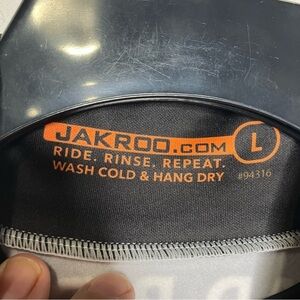 JAKROO.COM L
RIDE. RINSE. REPEAT.
WASH COLD & HANG DRY #94316